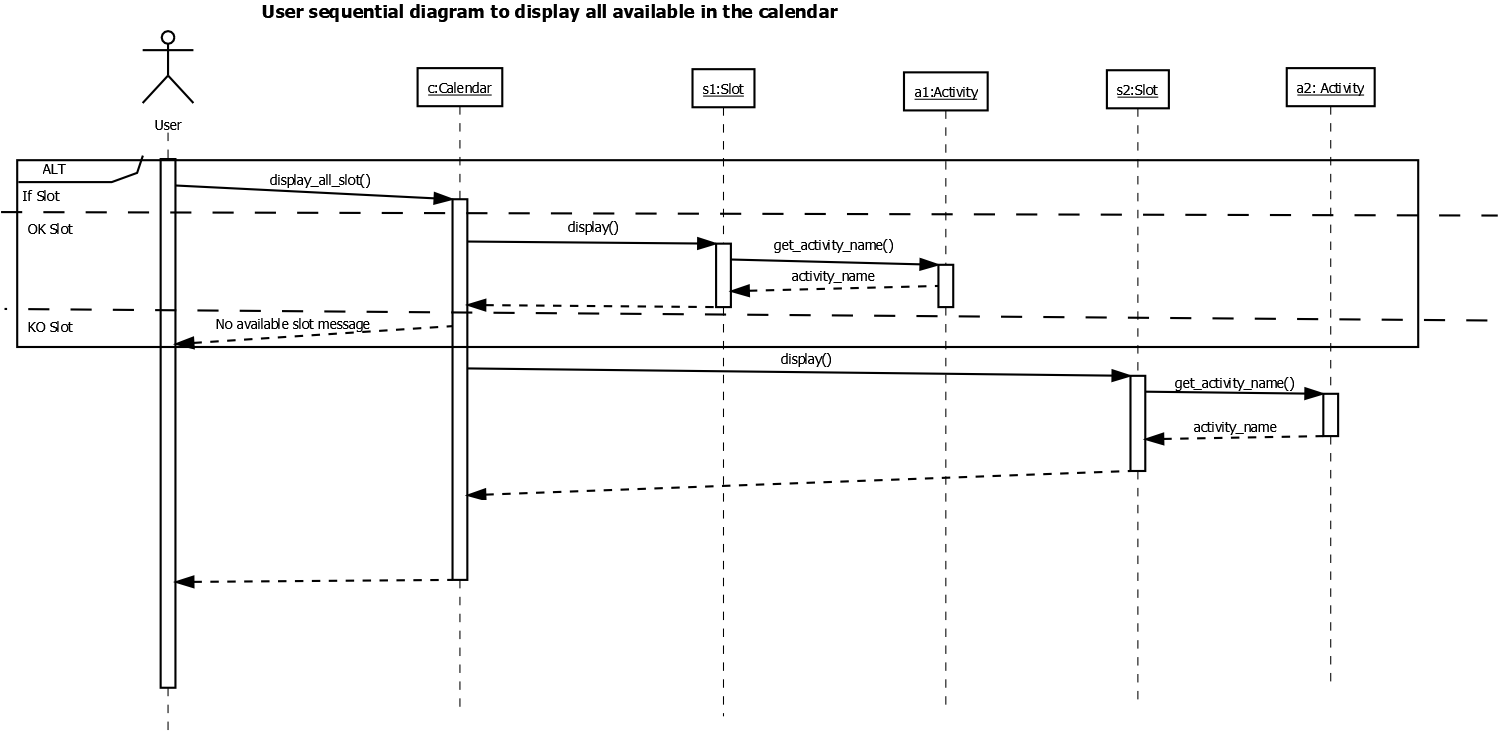 User sequential diagram to display all available in the calendar
User
c:Calendar
s1:Slot
a1:Activity
s2:Slot
a2: Activity
ALT
If Slot
display_all_slot()
OK Slot
display()
get_activity_name()
activity_name
KO Slot
No available slot message
display()
get_activity_name()
activity_name